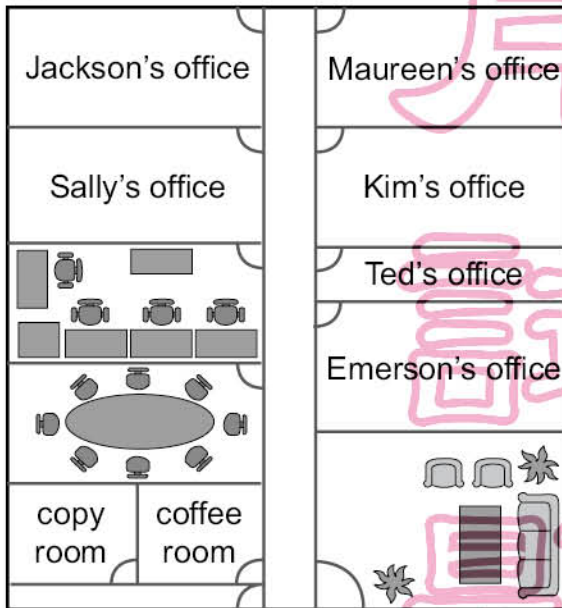 Jackson's office
Maureen's office
Sally's office
Kim's office
Ted's office
Emerson's office
copy
room
coffee
room